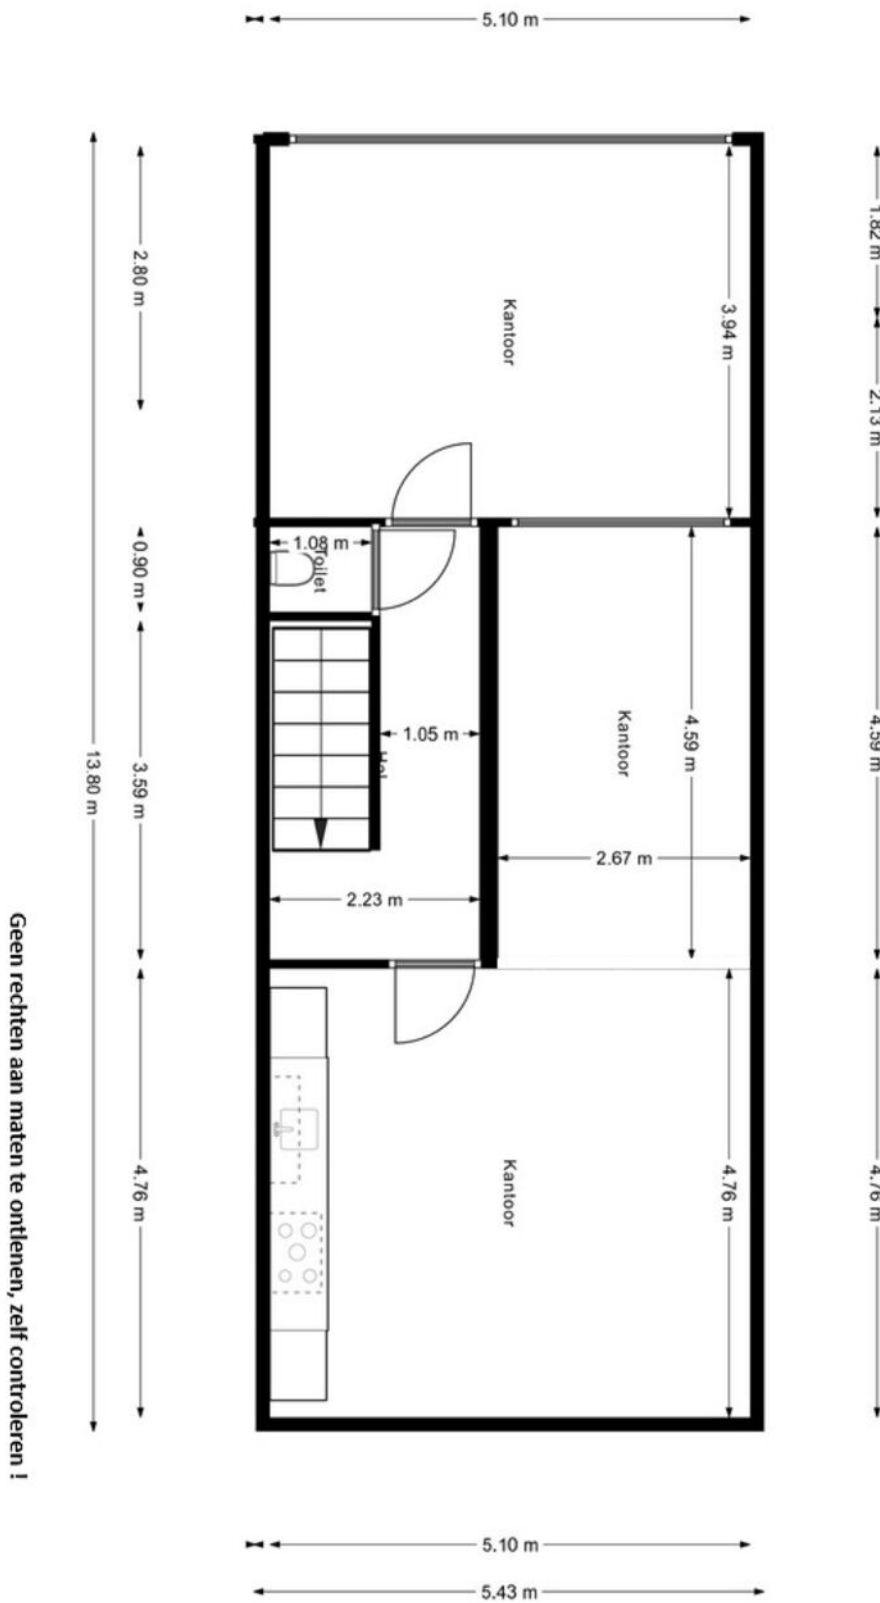 5.10 m
2.80 m
1.82 m
Kantoor
3.94 m
2.13 m
1.08 m
Toilet
0.90 m
13.80 m
3.59 m
1.05 m
Hal
Kantoor
4.59 m
4.59 m
2.67 m
2.23 m
4.76 m
Kantoor
4.76 m
4.76 m
Geen rechten aan maten te ontlenen, zelf controleren !
5.10 m
5.43 m